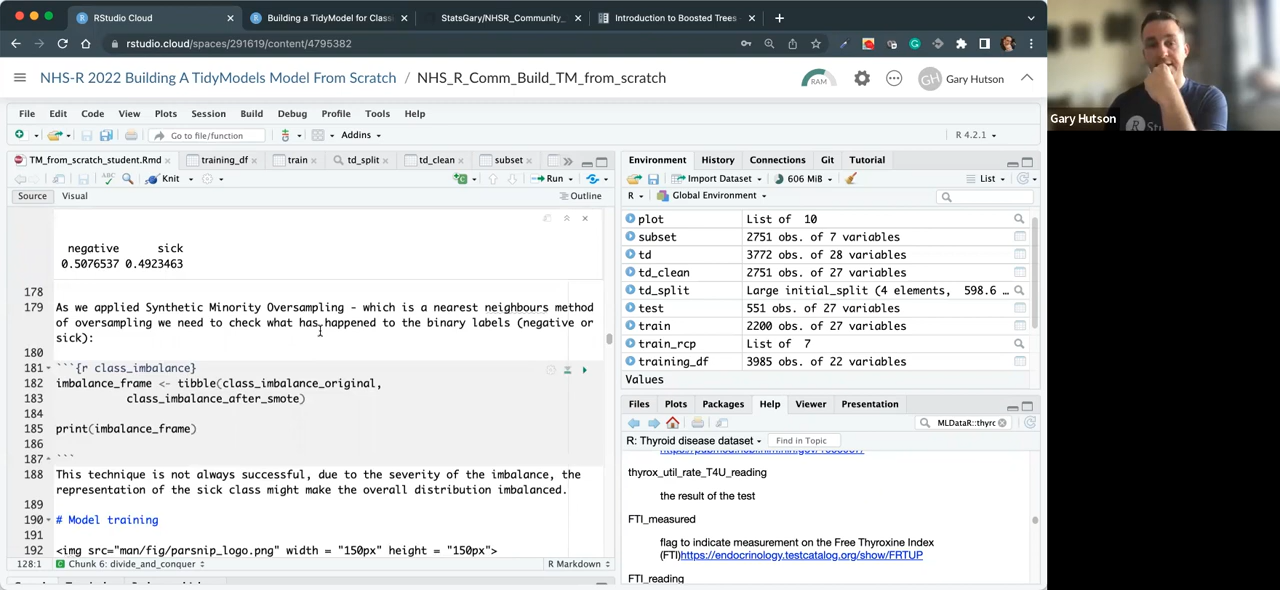 RStudio Cloud
Building a TidyModel for Class
StatsGary/NHSR_Community_
Introduction to Boosted Trees
rstudio.cloud/spaces/291619/content/4795382
NHS-R 2022 Building A TidyModels Model From Scratch / NHS_R_Comm_Build_TM_from_scratch
RAM
GH Gary Hutson
File Edit Code View Plots Session Build Debug Profile Tools Help
Go to file/function
Addins
R 4.2.1
TM_from_scratch_student.Rmd
training_df
train
td_split
td_clean
subset
Knit
Run
Source Visual
Outline
negative sick
0.5076537 0.4923463
178
179 As we applied Synthetic Minority Oversampling - which is a nearest neighbours method
of oversampling we need to check what has happened to the binary labels (negative or
sick):
180
181 ```{r class_imbalance}
182 imbalance_frame <- tibble(class_imbalance_original,
183 class_imbalance_after_smote)
184
185 print(imbalance_frame)
186
187 ```
188 This technique is not always successful, due to the severity of the imbalance, the
representation of the sick class might make the overall distribution imbalanced.
189
190 # Model training
191
192 <img src="man/fig/parsnip_logo.png" width = "150px" height = "150px">
128:1 Chunk 6: divide_and_conquer
R Markdown
Environment History Connections Git Tutorial
Import Dataset 606 MiB
List
R Global Environment
plot List of 10
subset 2751 obs. of 7 variables
td 3772 obs. of 28 variables
td_clean 2751 obs. of 27 variables
td_split Large initial_split (4 elements, 598.6 …
test 551 obs. of 27 variables
train 2200 obs. of 27 variables
train_rcp List of 7
training_df 3985 obs. of 22 variables
Values
Files Plots Packages Help Viewer Presentation
MLDataR::thyrc
R: Thyroid disease dataset
Find in Topic
thyrox_util_rate_T4U_reading
the result of the test
FTI_measured
flag to indicate measurement on the Free Thyroxine Index
(FTI)https://endocrinology.testcatalog.org/show/FRTUP
FTI_reading
Gary Hutson